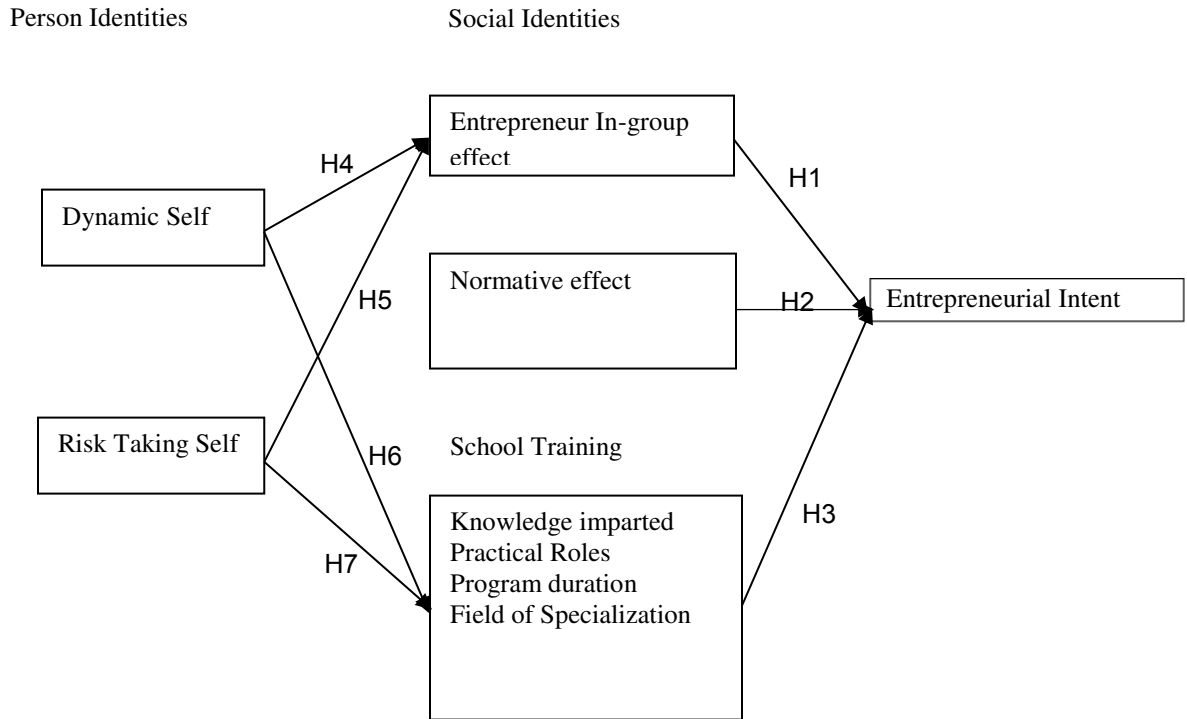 Person Identities
Social Identities
Entrepreneur In-group
effect
H4
H1
Dynamic Self
Normative effect
H5
H2
Entrepreneurial Intent
Risk Taking Self
H6
School Training
Knowledge imparted
Practical Roles
Program duration
Field of Specialization
H3
H7